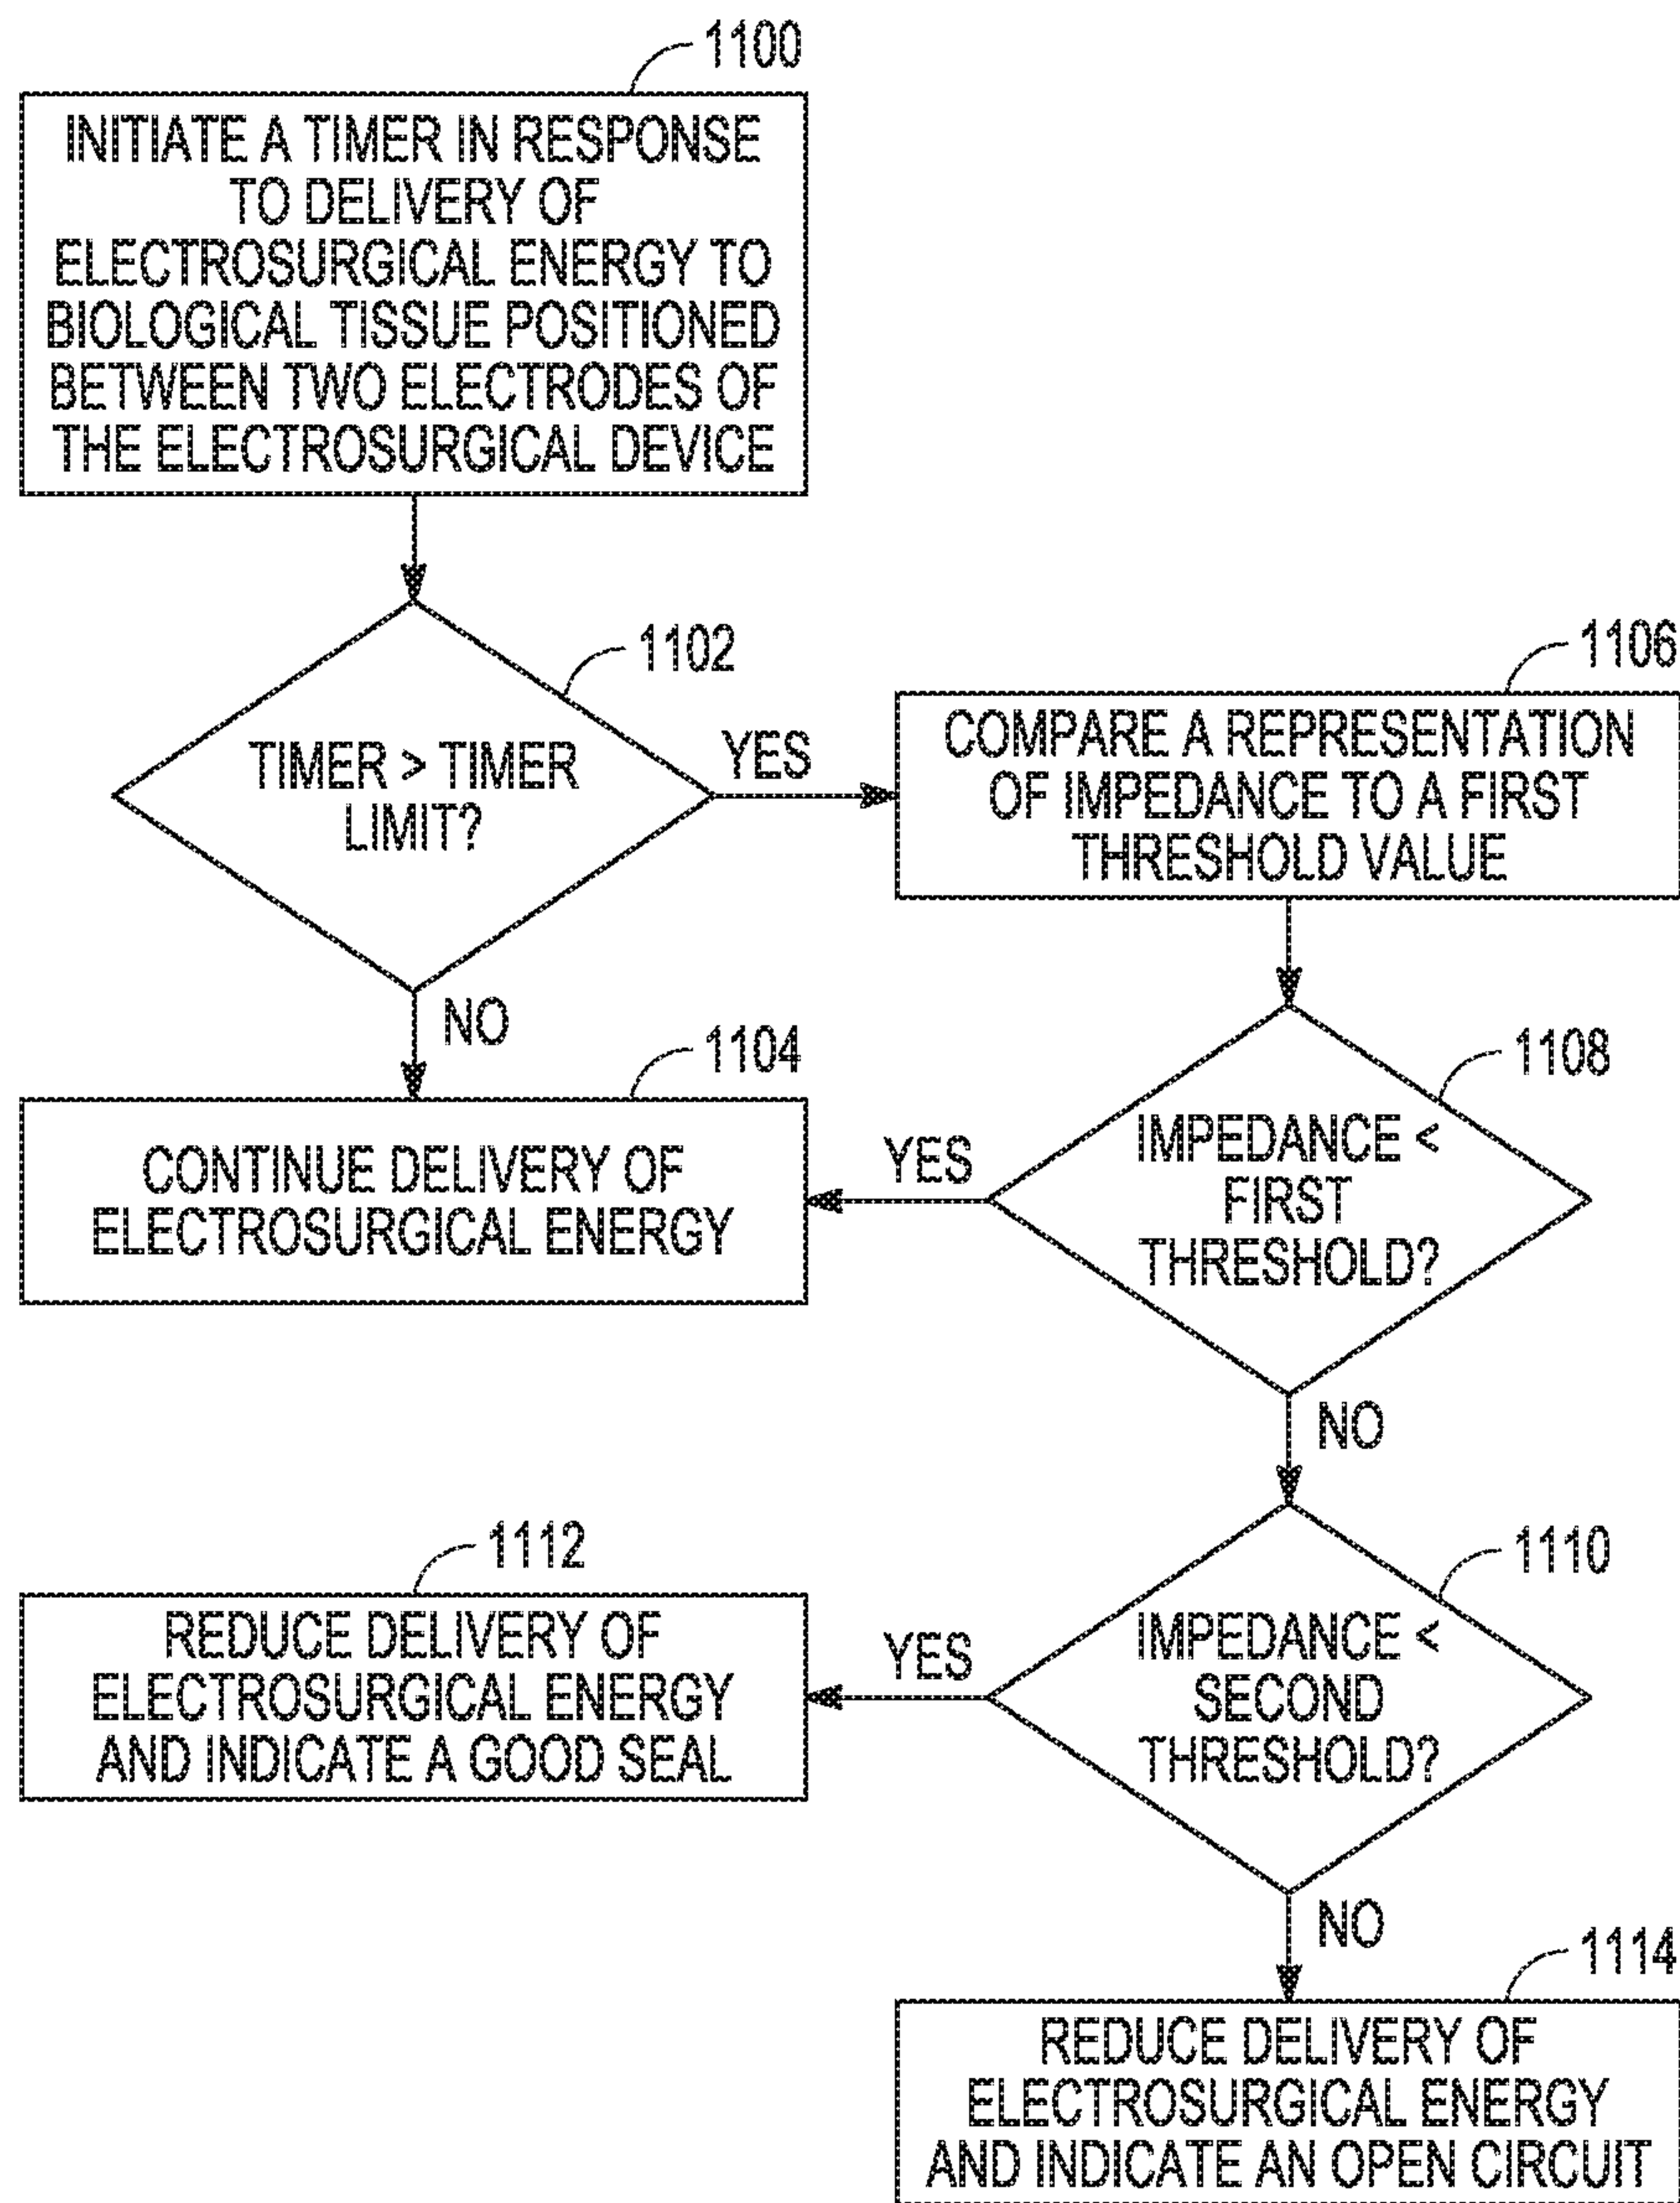 1100
INITIATE A TIMER IN RESPONSE
TO DELIVERY OF
ELECTROSURGICAL ENERGY TO
BIOLOGICAL TISSUE POSITIONED
BETWEEN TWO ELECTRODES OF
THE ELECTROSURGICAL DEVICE
1102
TIMER > TIMER
LIMIT?
YES
NO
1106
COMPARE A REPRESENTATION
OF IMPEDANCE TO A FIRST
THRESHOLD VALUE
1104
CONTINUE DELIVERY OF
ELECTROSURGICAL ENERGY
1108
IMPEDANCE <
FIRST
THRESHOLD?
YES
NO
1110
IMPEDANCE <
SECOND
THRESHOLD?
YES
NO
1112
REDUCE DELIVERY OF
ELECTROSURGICAL ENERGY
AND INDICATE A GOOD SEAL
1114
REDUCE DELIVERY OF
ELECTROSURGICAL ENERGY
AND INDICATE AN OPEN CIRCUIT